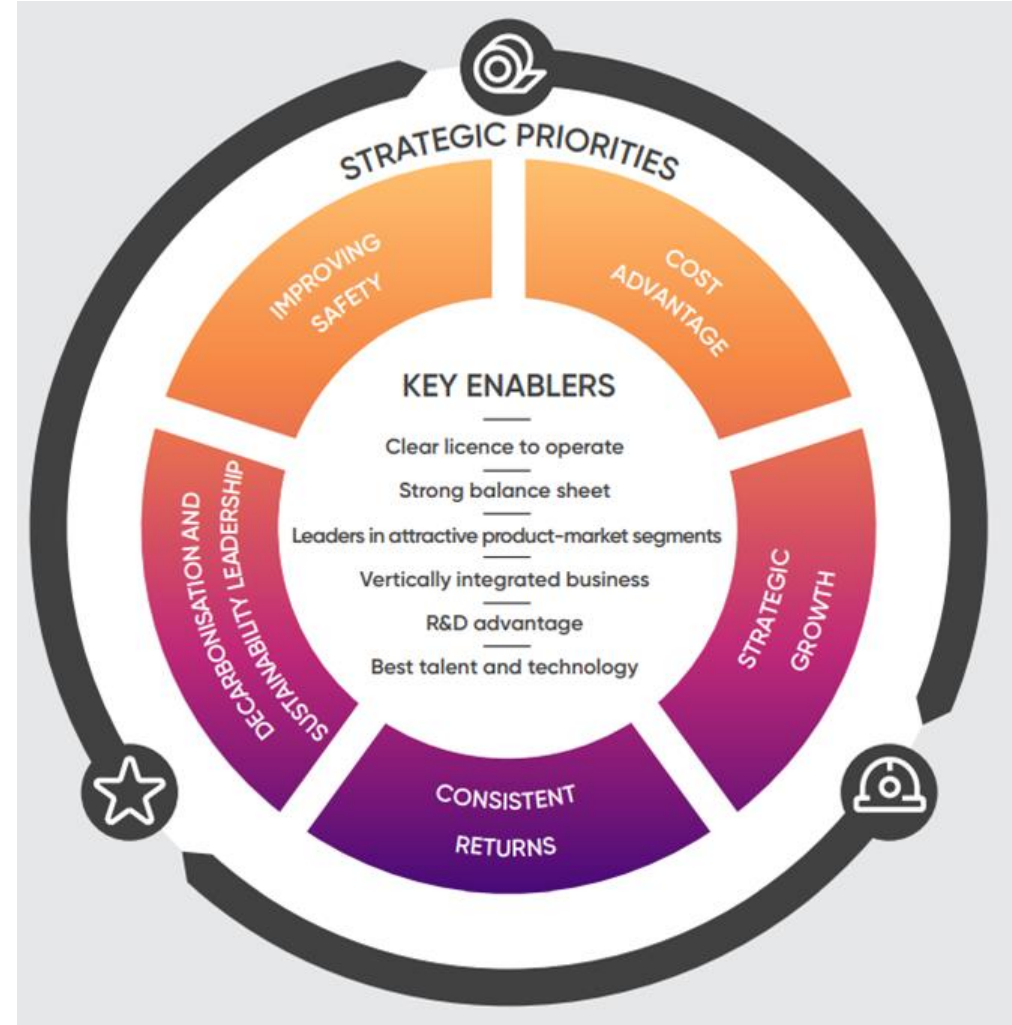 STRATEGIC PRIORITIES
IMPROVING
SAFETY
COST
ADVANTAGE
KEY ENABLERS
Clear licence to operate
Strong balance sheet
Leaders in attractive product-market segments
Vertically integrated business
R&D advantage
Best talent and technology
DECARBONISATION AND
SUSTAINABILITY LEADERSHIP
STRATEGIC
GROWTH
CONSISTENT
RETURNS